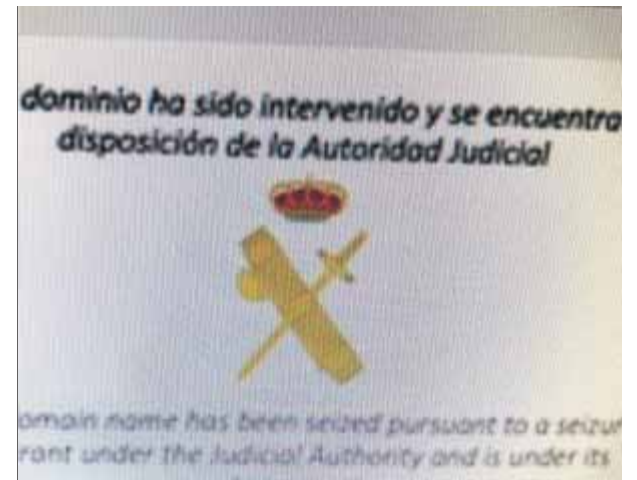 dominio ha sido intervenido y se encuentra
disposición de la Autoridad Judicial
omain name has been seized pursuant to a seizur
rant under the Judicial Authority and is under its